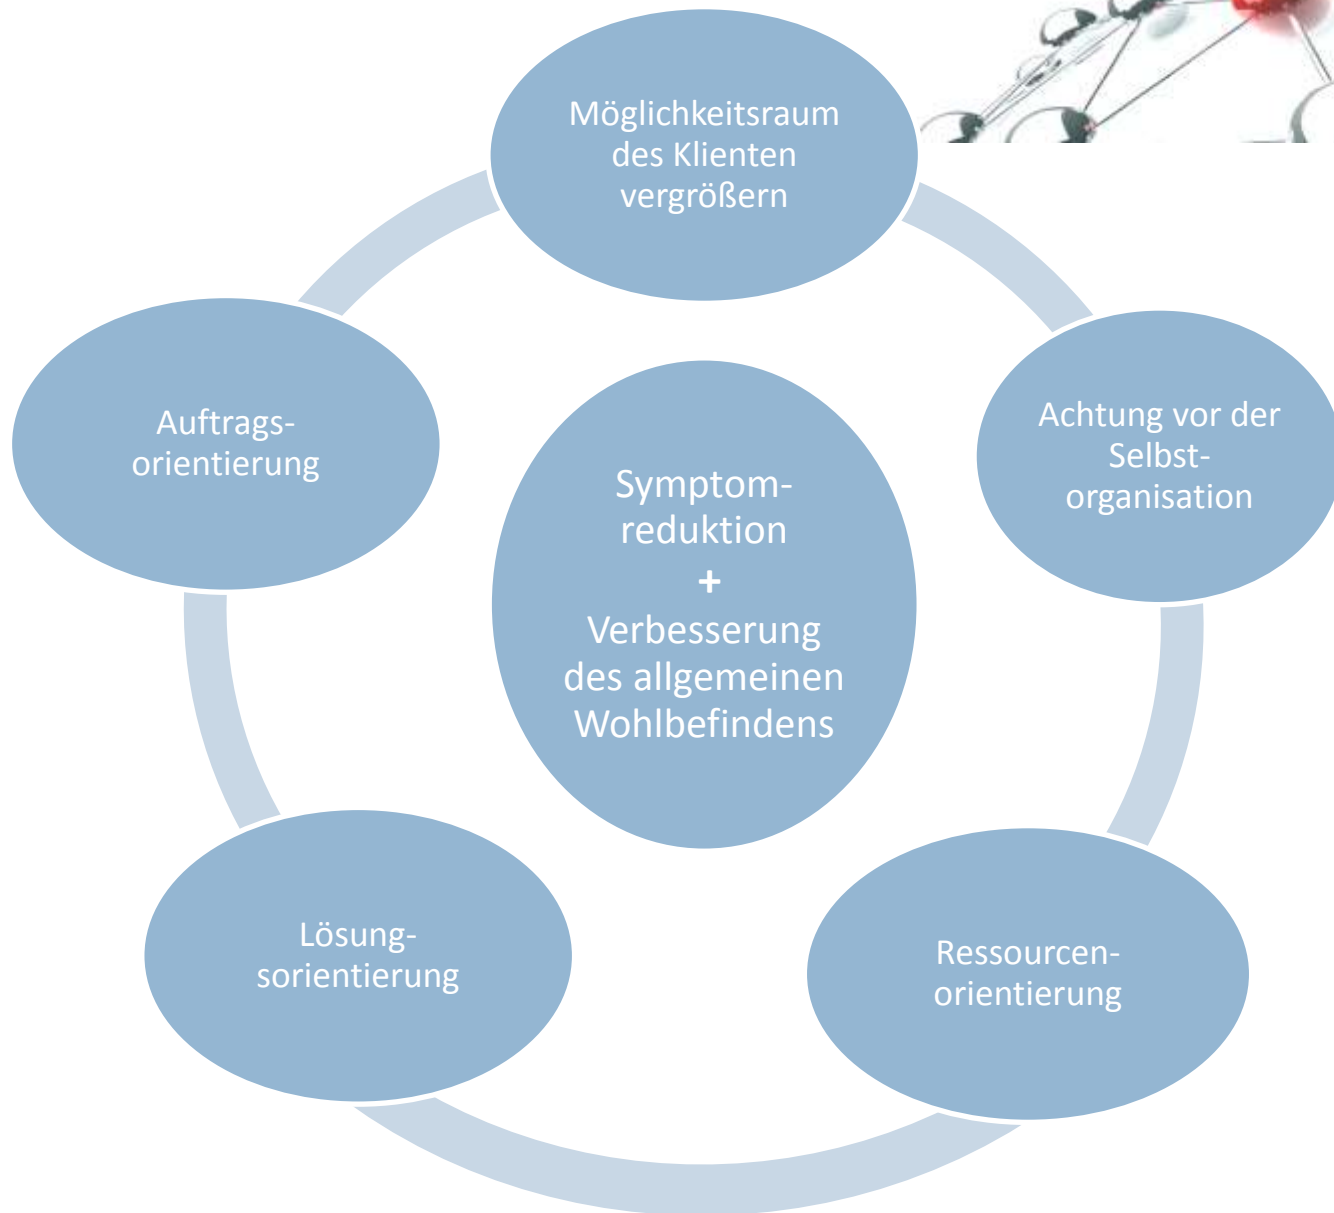 Möglichkeitsraum
des Klienten
vergrößern
Achtung vor der
Selbst-
organisation
Ressourcen-
orientierung
Lösung-
sorientierung
Auftrags-
orientierung
Symptom-
reduktion
+
Verbesserung
des allgemeinen
Wohlbefindens